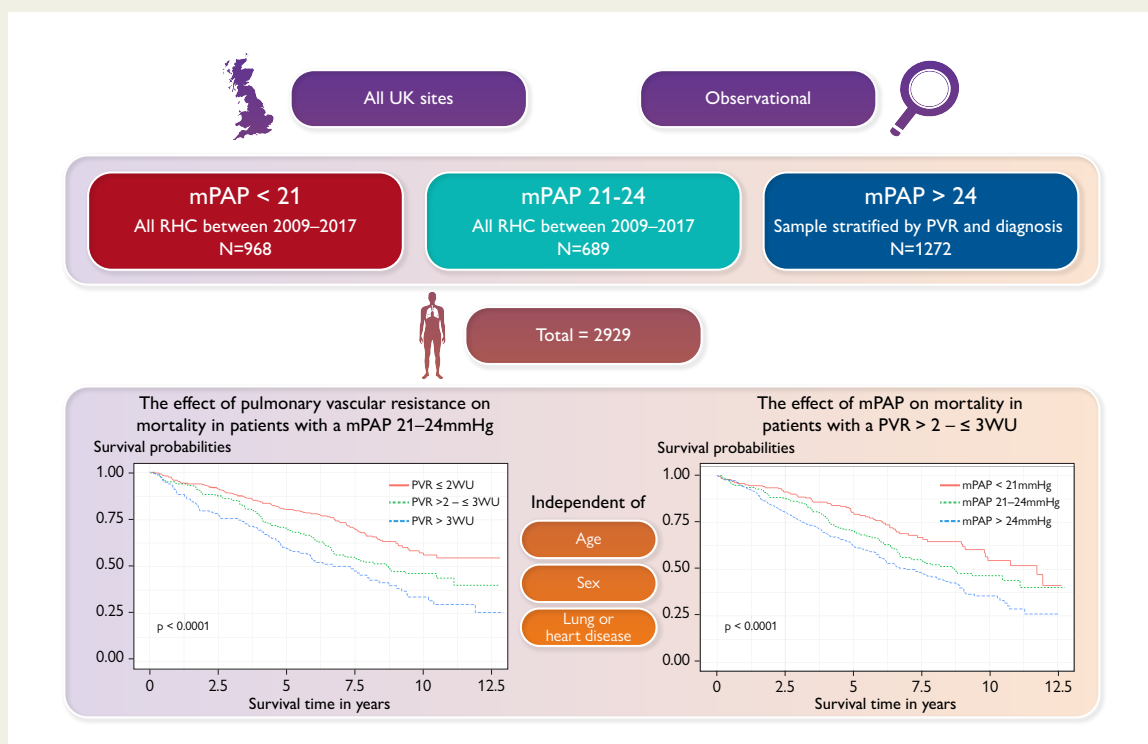 All UK sites
Observational
mPAP < 21
All RHC between 2009–2017
N=968
mPAP 21-24
All RHC between 2009–2017
N=689
mPAP > 24
Sample stratified by PVR and diagnosis
N=1272
Total = 2929
The effect of pulmonary vascular resistance on
mortality in patients with a mPAP 21–24mmHg
Survival probabilities
1.00
0.75
0.50
0.25
0.00
PVR ≤ 2WU
PVR >2 – ≤ 3WU
PVR > 3WU
p < 0.0001
0 2.5 5 7.5 10 12.5
Survival time in years
Independent of
Age
Sex
Lung or
heart disease
The effect of mPAP on mortality in
patients with a PVR > 2 – ≤ 3WU
Survival probabilities
1.00
0.75
0.50
0.25
0.00
mPAP < 21mmHg
mPAP 21–24mmHg
mPAP > 24mmHg
p < 0.0001
0 2.5 5 7.5 10 12.5
Survival time in years